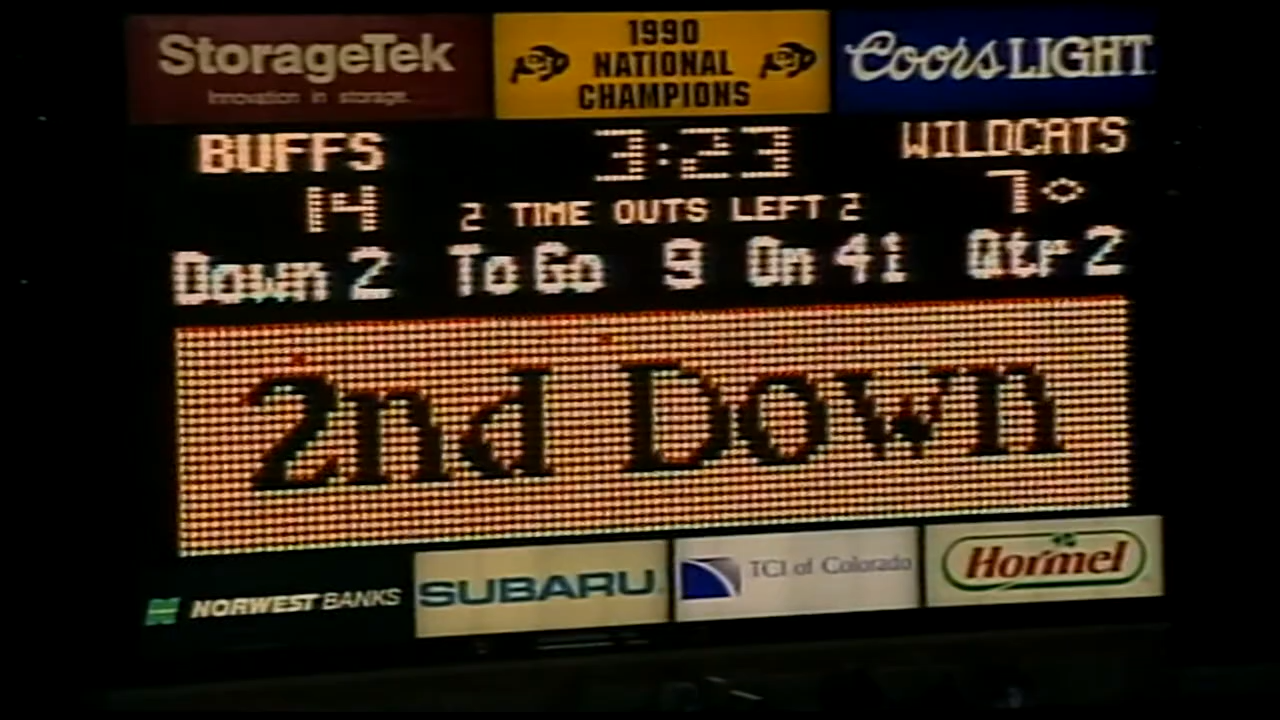 StorageTek
Innovation in storage.
1990
NATIONAL
CHAMPIONS
Coors LIGHT
BUFFS 3:23 WILDCATS
14 2 TIME OUTS LEFT 2 7
Down 2 To Go 9 On 41 Qtr 2
2nd Down
NORWEST BANKS
SUBARU
TCI of Colorado
Hormel